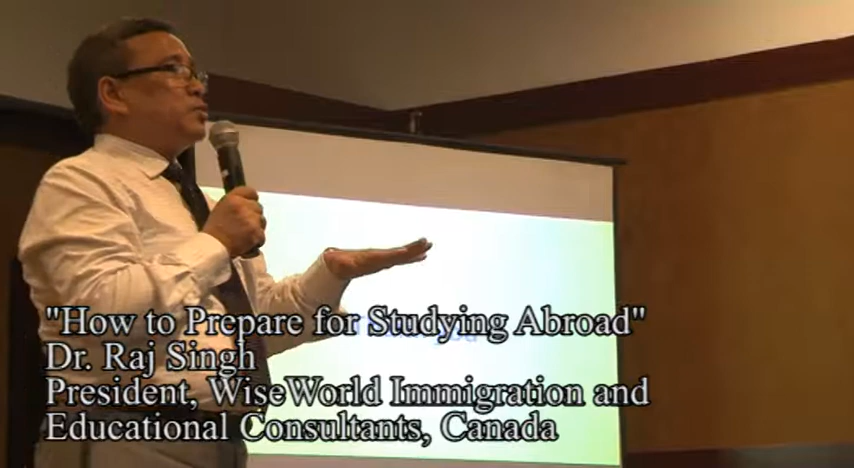 "How to Prepare for Studying Abroad"
Dr. Raj Singh
President, WiseWorld Immigration and
Educational Consultants, Canada